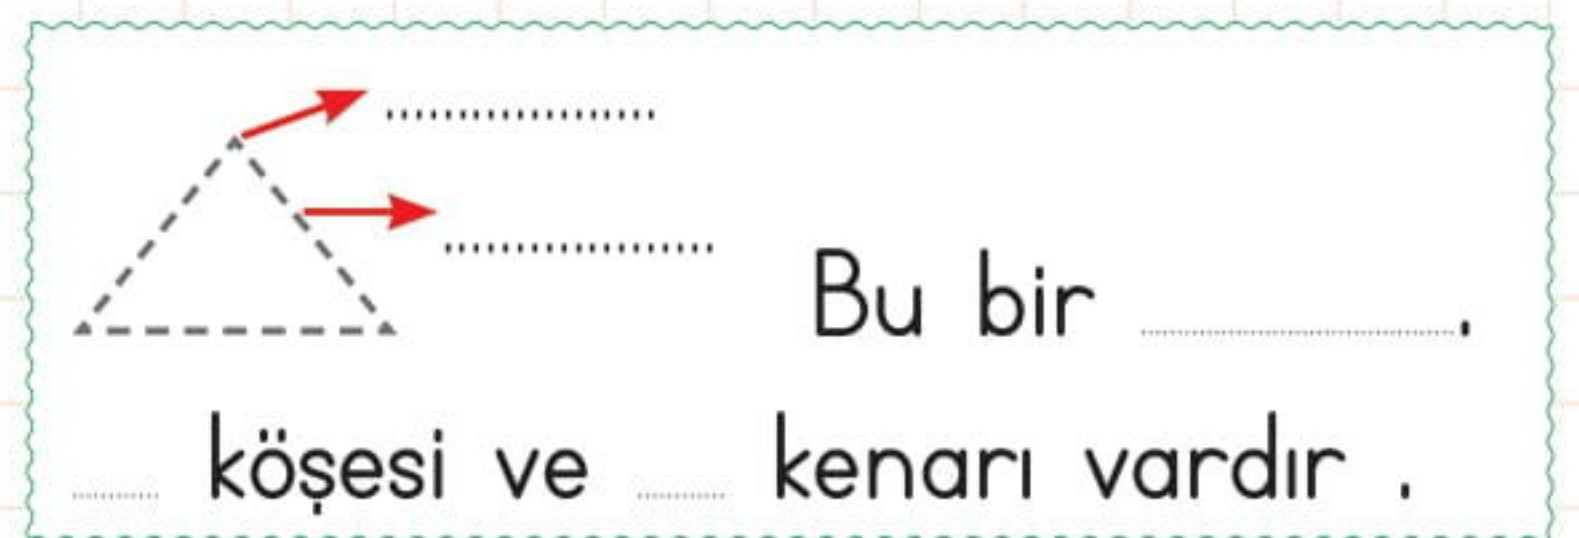 Bu bir ..................... .
....... köşesi ve ....... kenarı vardır .